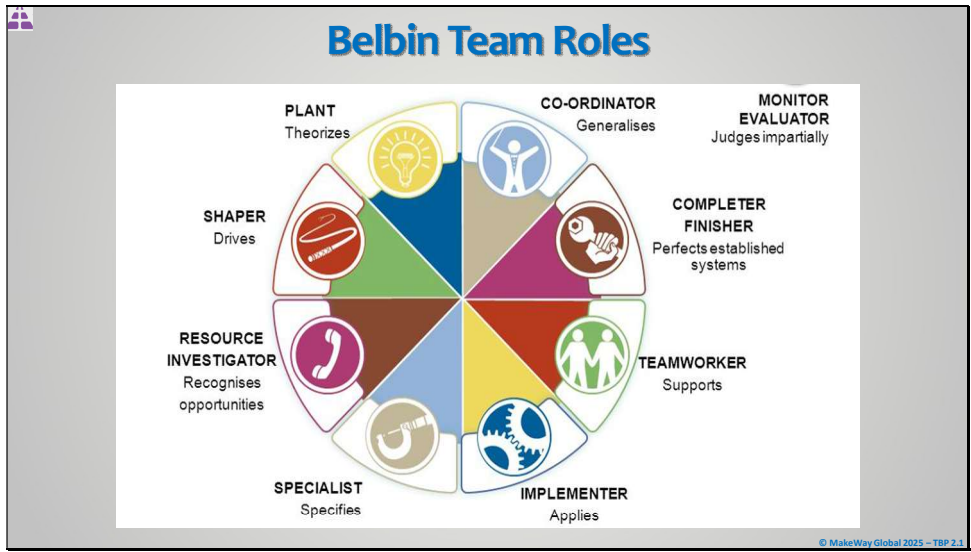 Belbin Team Roles
PLANT
Theorizes
CO-ORDINATOR
Generalises
MONITOR
EVALUATOR
Judges impartially
SHAPER
Drives
COMPLETER
FINISHER
Perfects established
systems
RESOURCE
INVESTIGATOR
Recognises
opportunities
TEAMWORKER
Supports
SPECIALIST
Specifies
IMPLEMENTER
Applies
© MakeWay Global 2025 – TBP 2.1